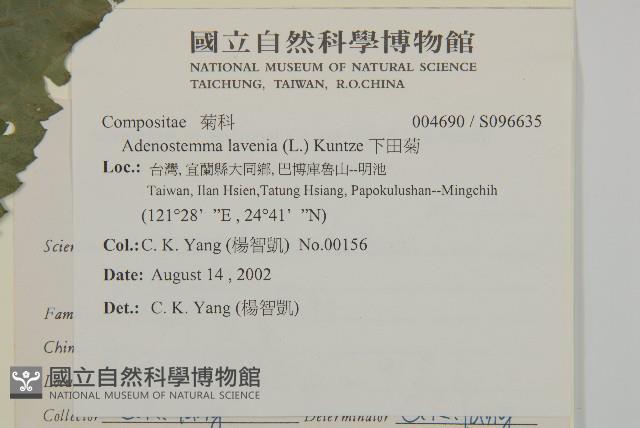 國立自然科學博物館
NATIONAL MUSEUM OF NATURAL SCIENCE
TAICHUNG, TAIWAN, R.O.CHINA
Compositae 菊科 004690 / S096635
Adenostemma lavenia (L.) Kuntze 下田菊
Loc.: 台灣, 宜蘭縣大同鄉, 巴博庫魯山--明池
Taiwan, Ilan Hsien,Tatung Hsiang, Papokulushan--Mingchih
(121°28’ ”E , 24°41’ ”N)
Scien
Col.: C. K. Yang (楊智凱) No.00156
Date: August 14 , 2002
Det.: C. K. Yang (楊智凱)
Fam
Chin
國立自然科學博物館
NATIONAL MUSEUM OF NATURAL SCIENCE
Collector Determinator